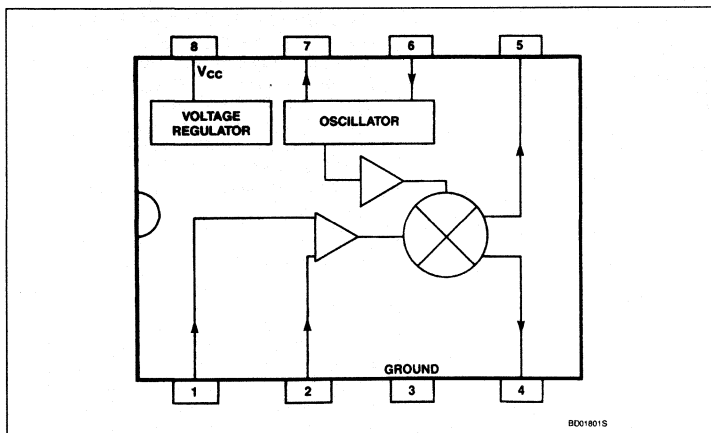 8 7 6 5
VCC
VOLTAGE
REGULATOR
OSCILLATOR
GROUND
1 2 3 4
BD01801S